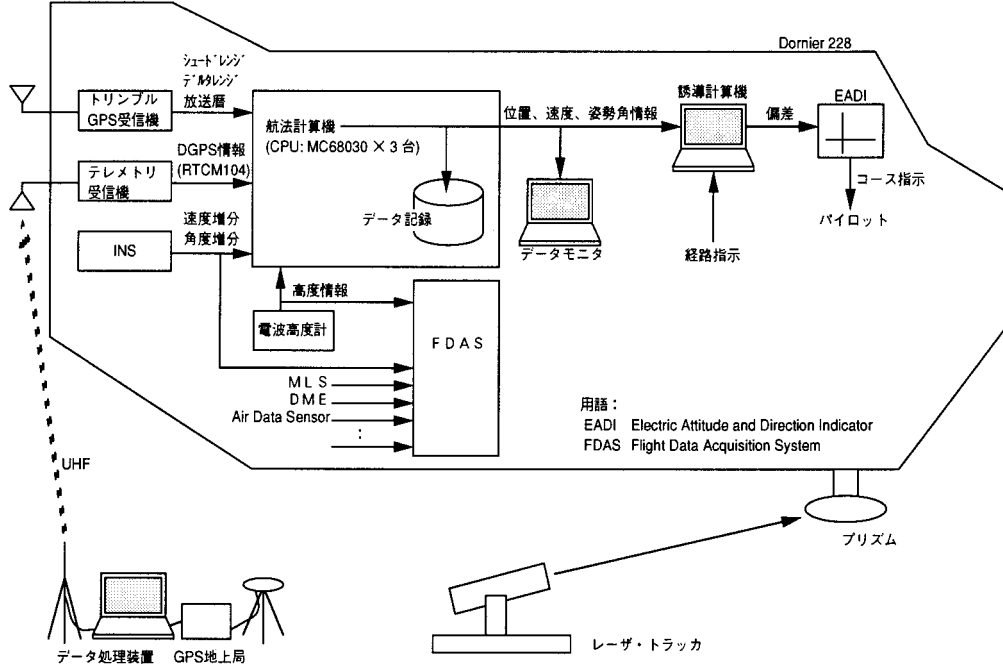 Dornier 228
シュードレンジ
デルタレンジ
放送暦
トリンブル
GPS受信機
航法計算機
(CPU: MC68030 × 3 台)
位置、速度、姿勢角情報
誘導計算機
偏差
EADI
DGPS情報
(RTCM104)
テレメトリ
受信機
コース指示
パイロット
データ記録
速度増分
角度増分
INS
データモニタ
経路指示
高度情報
電波高度計
FDAS
MLS
DME
Air Data Sensor
:
用語：
EADI Electric Attitude and Direction Indicator
FDAS Flight Data Acquisition System
UHF
プリズム
レーザ・トラッカ
データ処理装置
GPS地上局